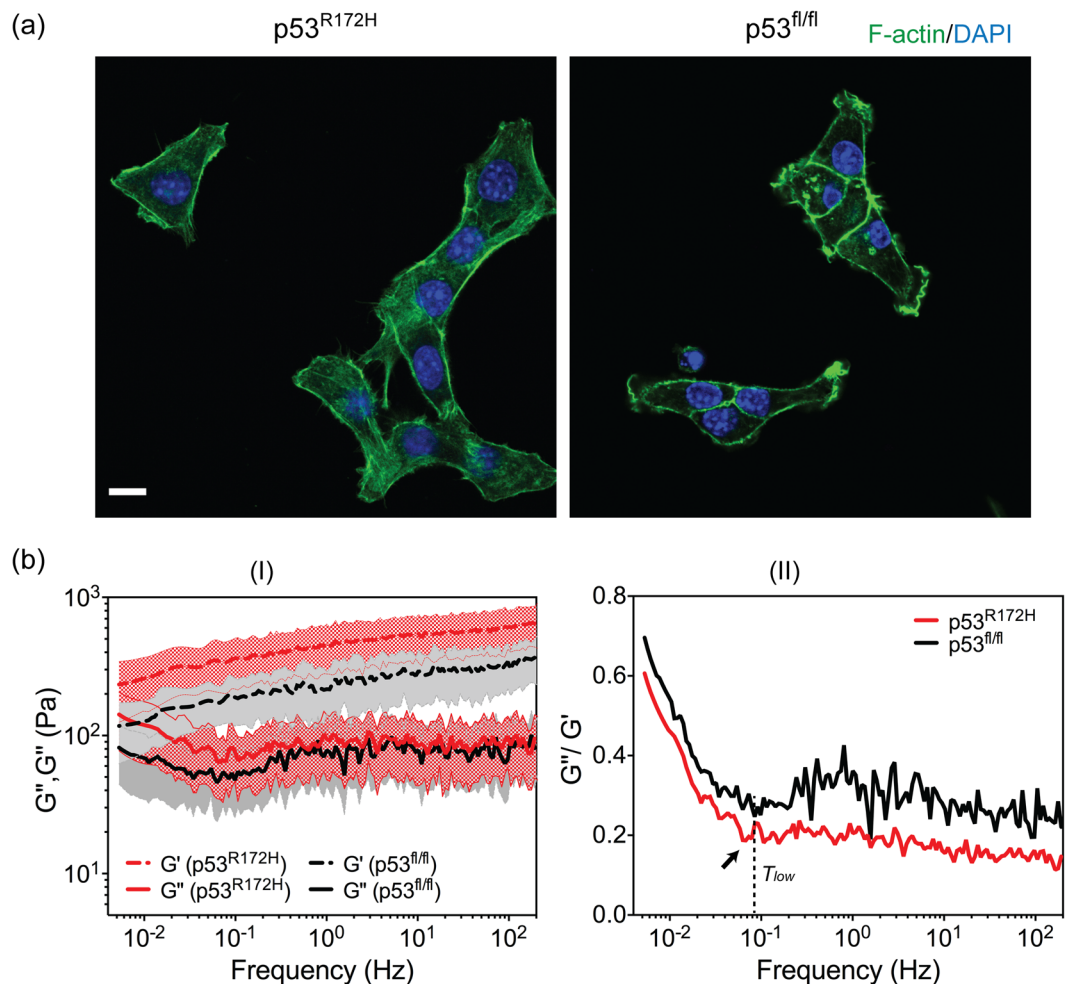 (a)
p53R172H
p53fl/fl
F-actin/DAPI
(b)
(I)
G'',G' (Pa)
103
102
101
10-2
10-1
100
101
102
Frequency (Hz)
G' (p53R172H)
G' (p53fl/fl)
G'' (p53R172H)
G'' (p53fl/fl)
(II)
G''/ G'
0.8
0.6
0.4
0.2
0.0
p53R172H
p53fl/fl
Tlow
10-2
10-1
100
101
102
Frequency (Hz)